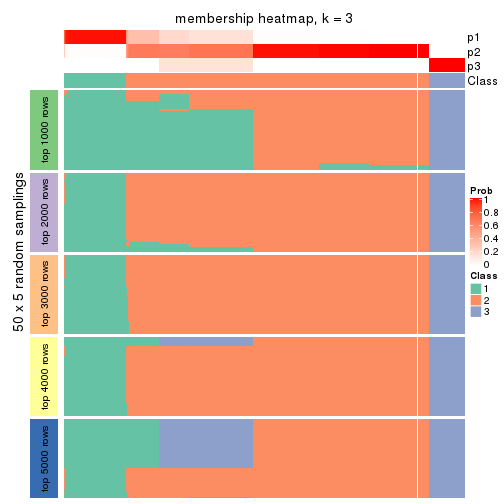 membership heatmap, k = 3
p1
p2
p3
Class
50 x 5 random samplings
top 1000 rows
top 2000 rows
top 3000 rows
top 4000 rows
top 5000 rows
Prob
1
0.8
0.6
0.4
0.2
0
Class
1
2
3